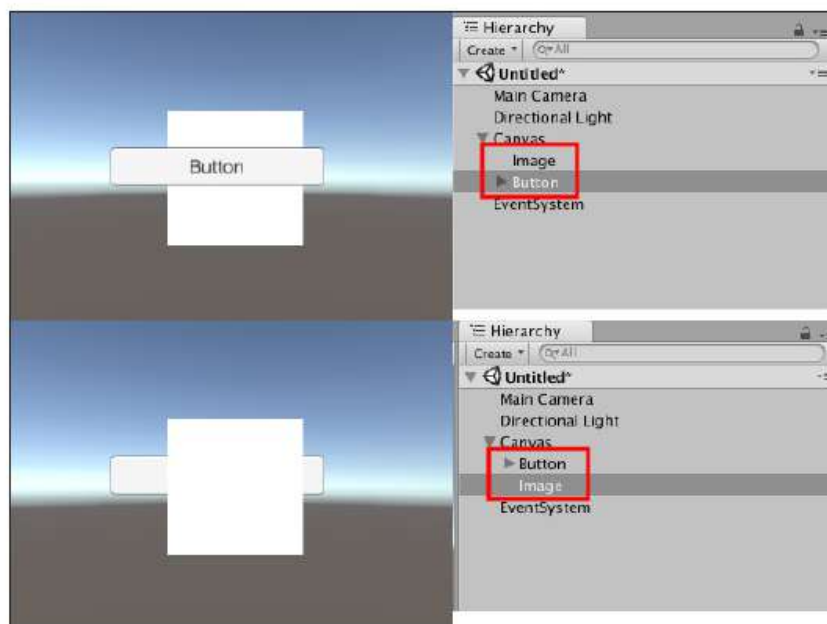 Hierarchy
Create All
Untitled*
Main Camera
Directional Light
Canvas
Image
Button
EventSystem
Button
Hierarchy
Create All
Untitled*
Main Camera
Directional Light
Canvas
Button
Image
EventSystem